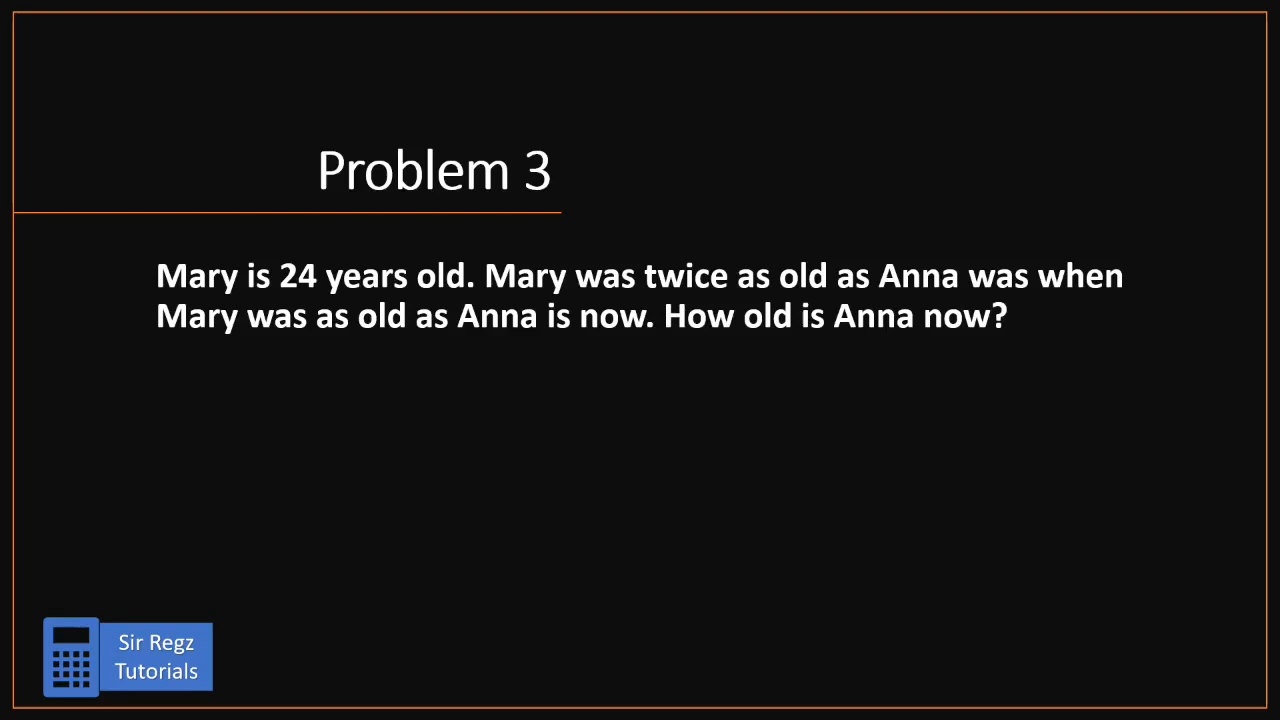 Problem 3
Mary is 24 years old. Mary was twice as old as Anna was when
Mary was as old as Anna is now. How old is Anna now?
Sir Regz
Tutorials